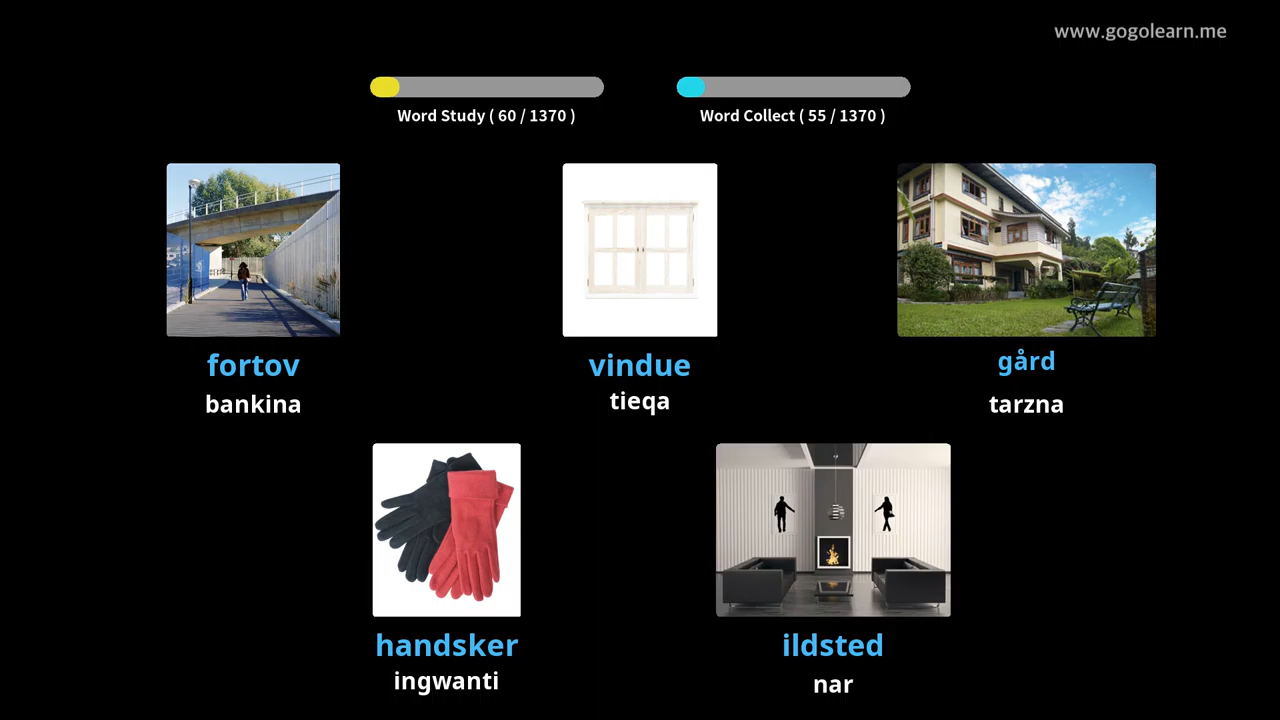 www.gogolearn.me
Word Study ( 60 / 1370 )
Word Collect ( 55 / 1370 )
fortov
bankina
vindue
tieqa
gård
tarzna
handsker
ingwanti
ildsted
nar